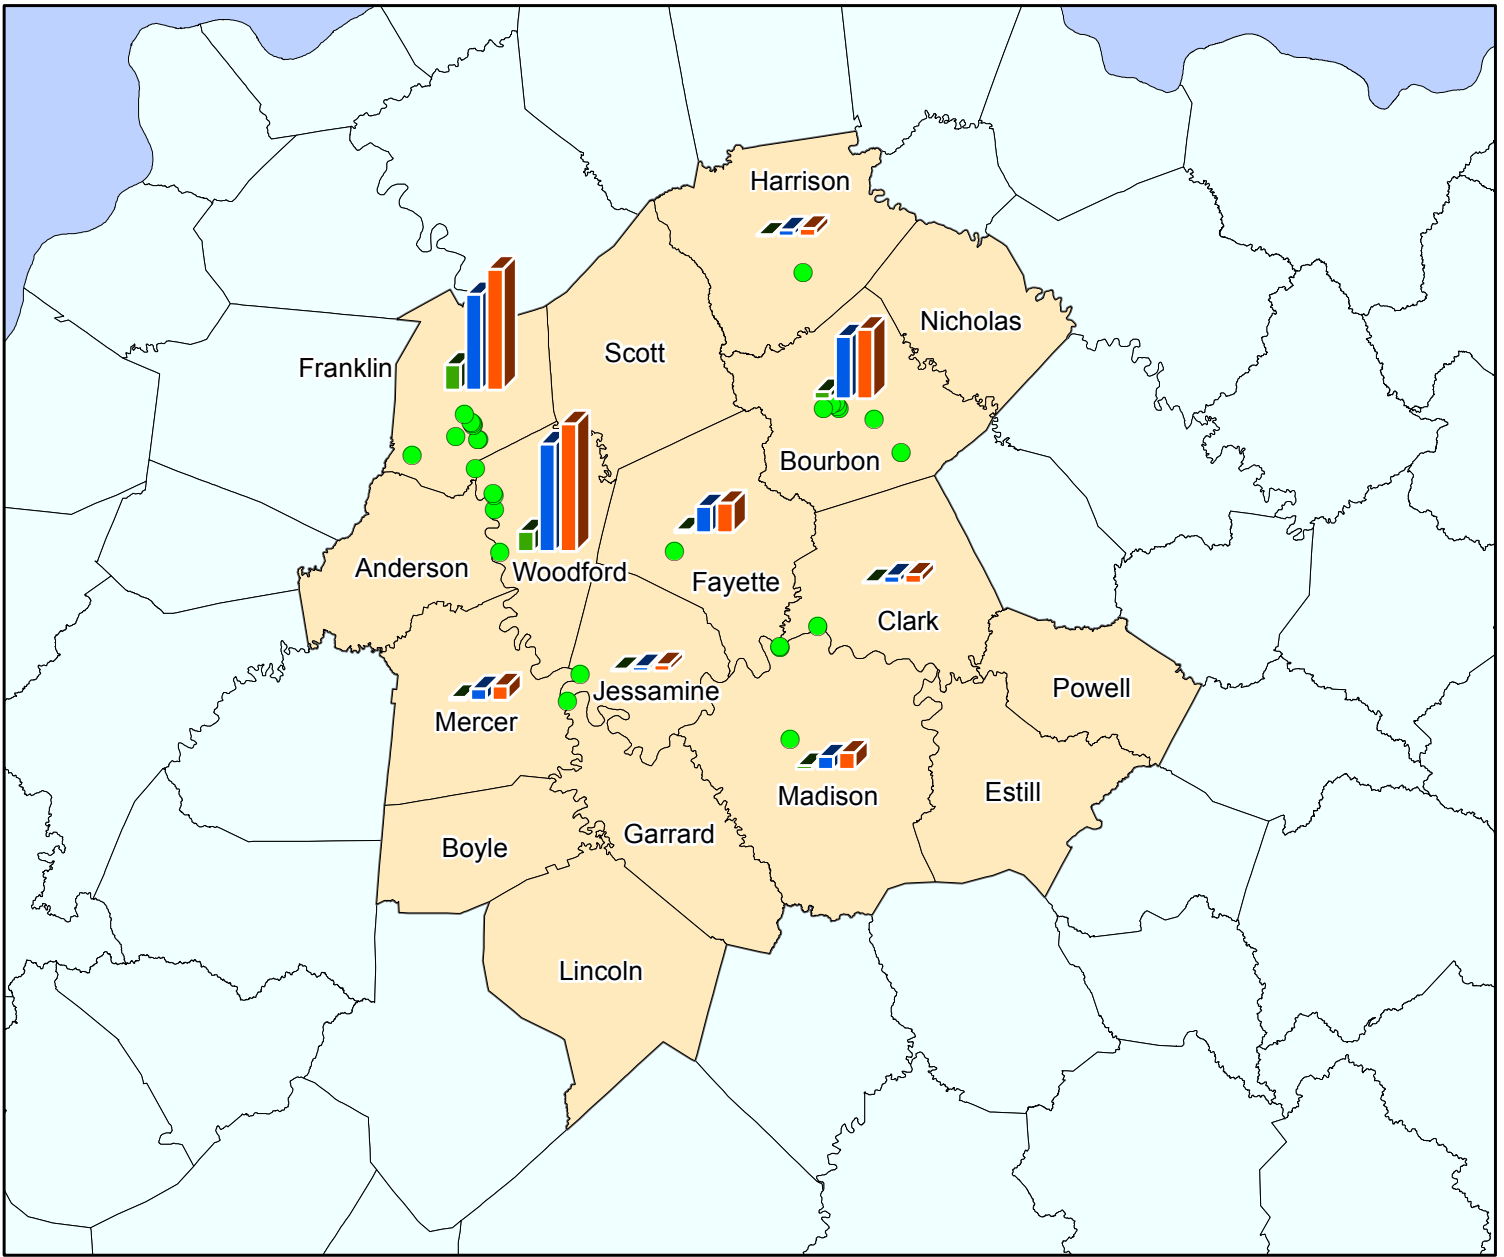 Harrison
Nicholas
Scott
Franklin
Bourbon
Anderson
Woodford
Fayette
Clark
Jessamine
Powell
Mercer
Madison
Estill
Garrard
Boyle
Lincoln